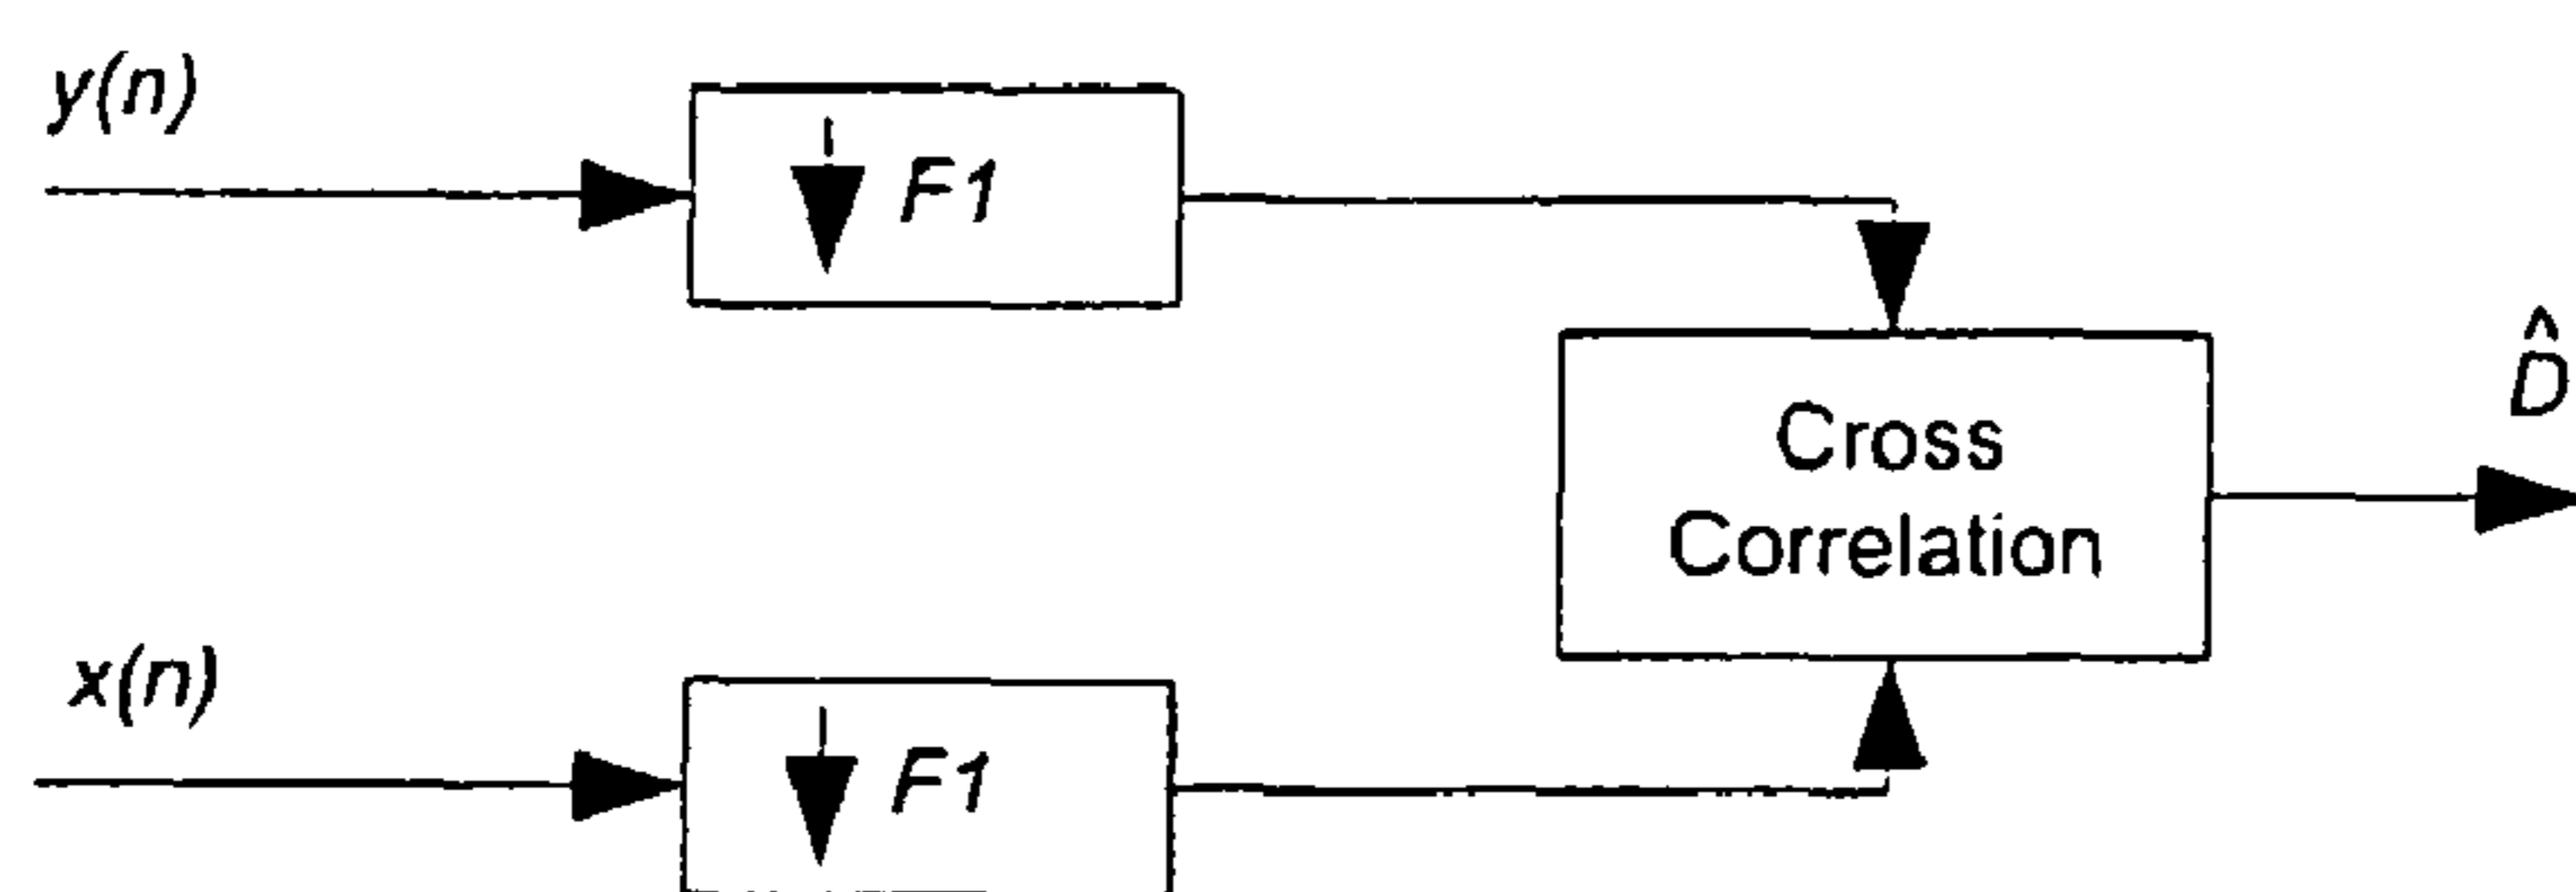 y(n)
↓ F1
D̂
Cross
Correlation
x(n)
↓ F1